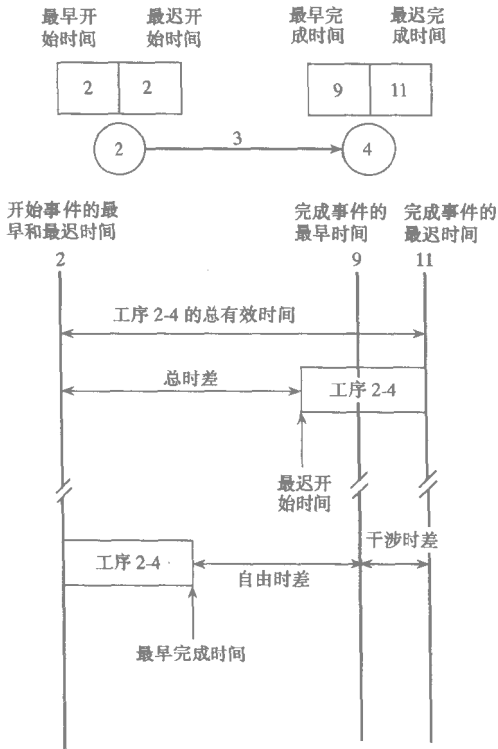 最早开
始时间
最迟开
始时间
最早完
成时间
最迟完
成时间
2
2
9
11
2
3
4
开始事件的最
早和最迟时间
完成事件的
最早时间
完成事件的
最迟时间
2
9
11
工序 2-4 的总有效时间
总时差
工序 2-4
最迟开
始时间
干涉时差
工序 2-4
自由时差
最早完成时间